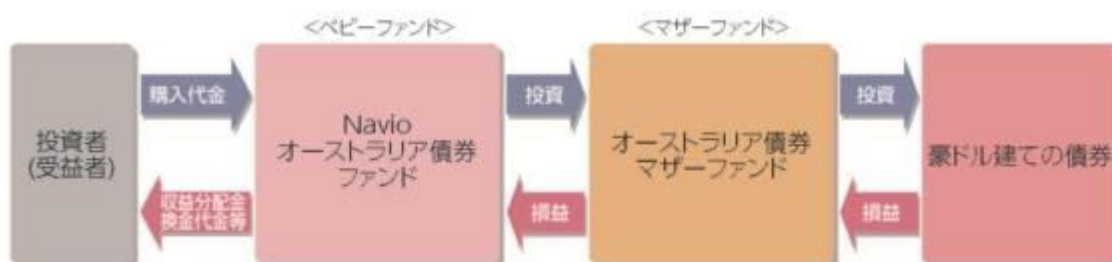 <ベビーファンド>
<マザーファンド>
投資者
(受益者)
購入代金
収益分配金
換金代金等
Navio
オーストラリア債券
ファンド
投資
損益
オーストラリア債券
マザーファンド
投資
損益
豪ドル建ての債券